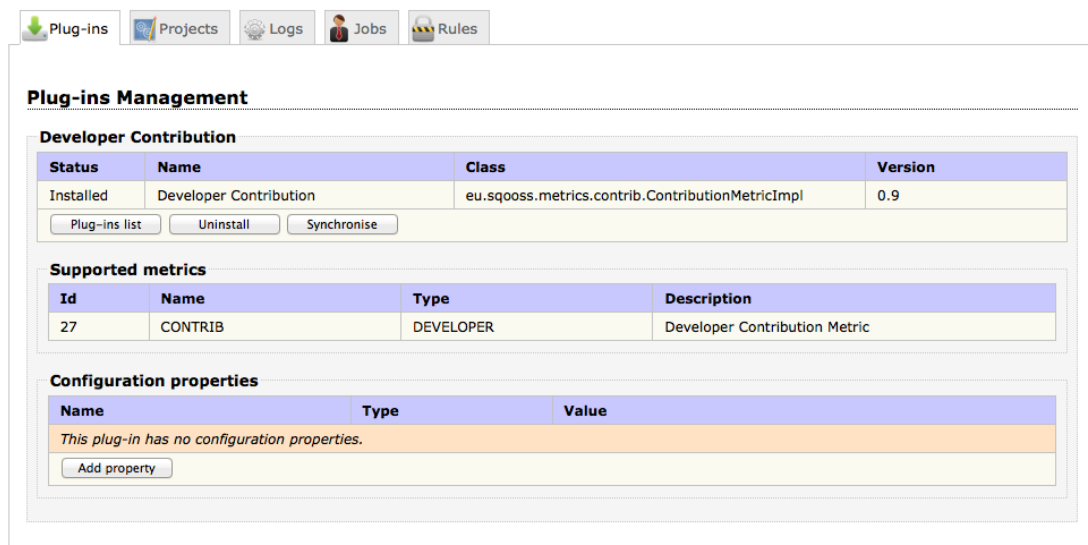 Plug-ins Projects Logs Jobs Rules
Plug-ins Management
Developer Contribution
Status Name Class Version
Installed Developer Contribution eu.sqooss.metrics.contrib.ContributionMetricImpl 0.9
Plug-ins list Uninstall Synchronise
Supported metrics
Id Name Type Description
27 CONTRIB DEVELOPER Developer Contribution Metric
Configuration properties
Name Type Value
This plug-in has no configuration properties.
Add property